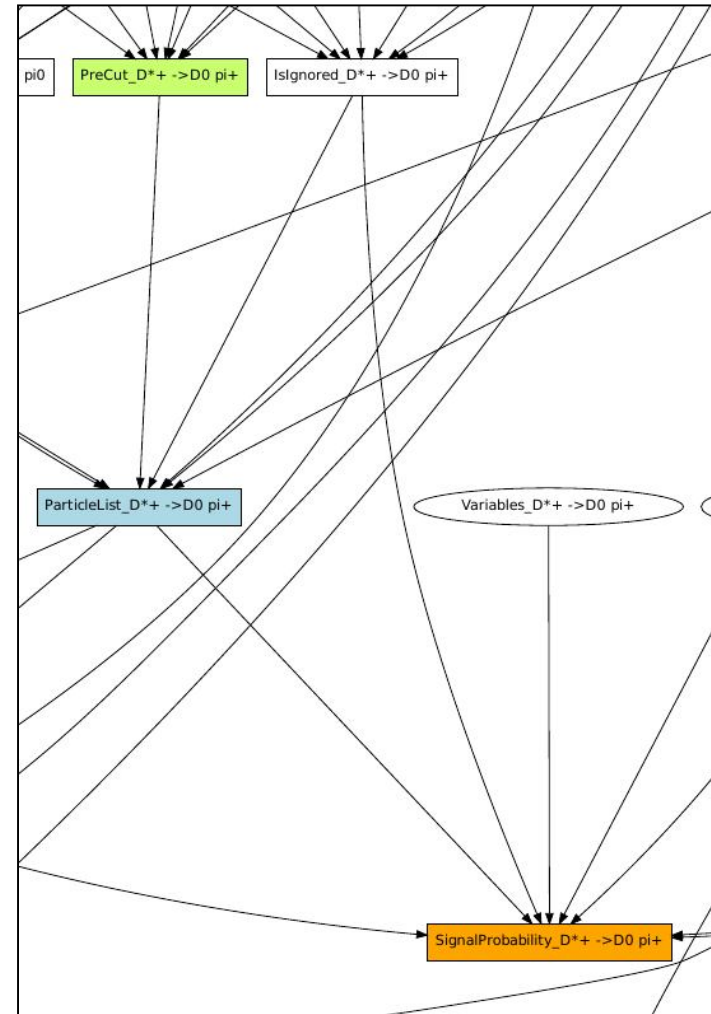 pi0
PreCut_D*+ ->D0 pi+
IsIgnored_D*+ ->D0 pi+
ParticleList_D*+ ->D0 pi+
Variables_D*+ ->D0 pi+
SignalProbability_D*+ ->D0 pi+